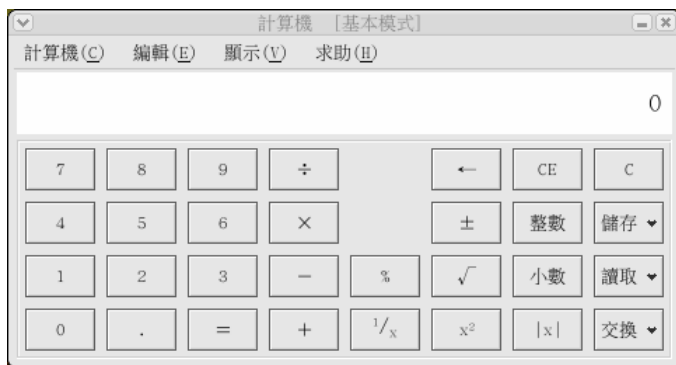 計算機 [基本模式]
計算機(C) 編輯(E) 顯示(V) 求助(H)
0
7 8 9 ÷ ← CE C
4 5 6 × ± 整數 儲存
1 2 3 − % √ 小數 讀取
0 . = + 1/x x² |x| 交換